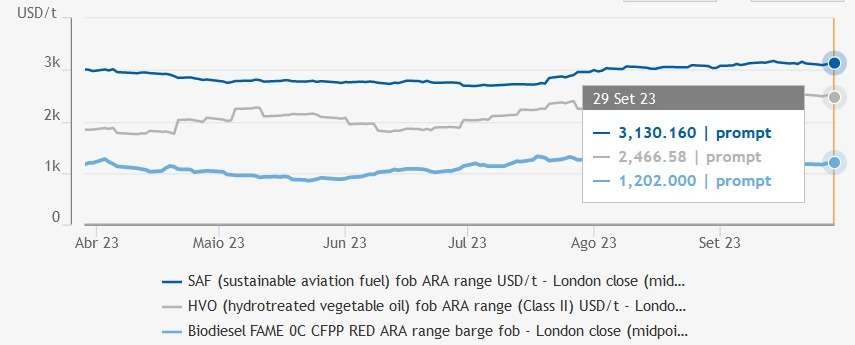 USD/t
3k
2k
1k
0
29 Set 23
3,130.160 | prompt
2,466.58 | prompt
1,202.000 | prompt
Abr 23 Maio 23 Jun 23 Jul 23 Ago 23 Set 23
SAF (sustainable aviation fuel) fob ARA range USD/t - London close (mid...
HVO (hydrotreated vegetable oil) fob ARA range (Class II) USD/t - Londo...
Biodiesel FAME 0C CFPP RED ARA range barge fob - London close (midpoi...